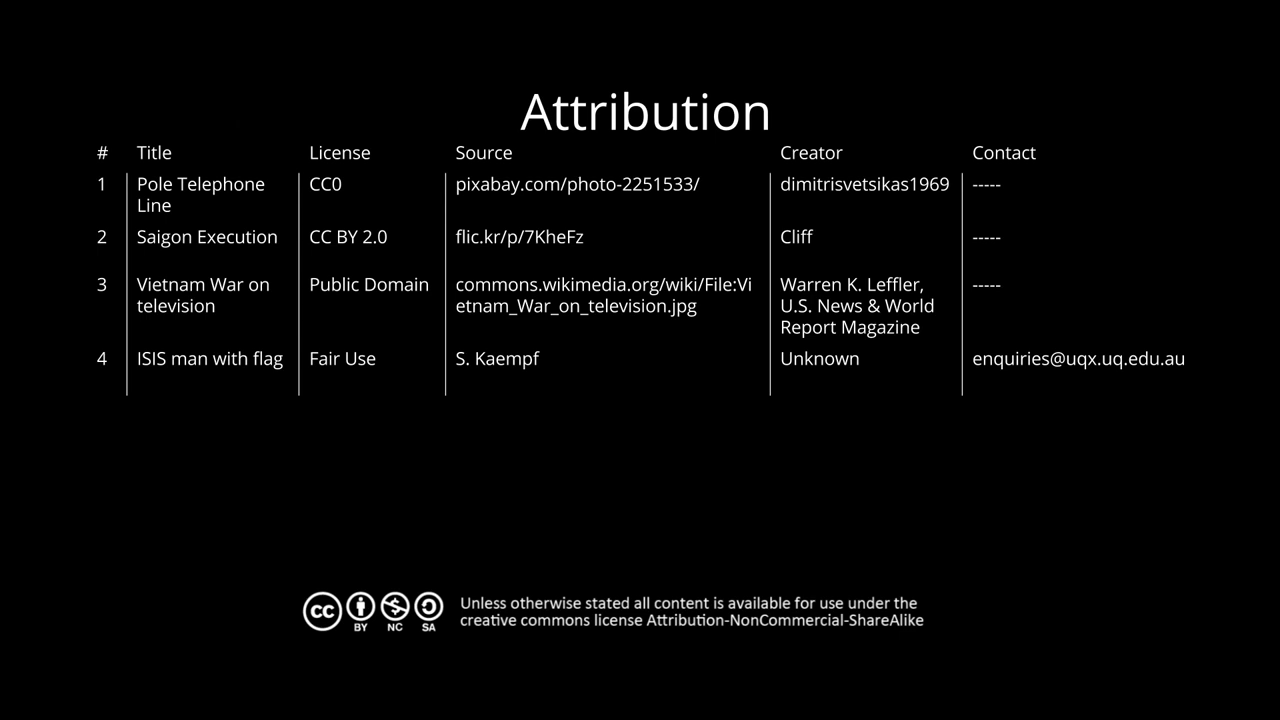 Attribution
# Title License Source Creator Contact
1 Pole Telephone CC0 pixabay.com/photo-2251533/ dimitrisvetsikas1969 -----
Line
2 Saigon Execution CC BY 2.0 flic.kr/p/7KheFz Cliff -----
3 Vietnam War on Public Domain commons.wikimedia.org/wiki/File:Vi Warren K. Leffler, -----
television etnam_War_on_television.jpg U.S. News & World
Report Magazine
4 ISIS man with flag Fair Use S. Kaempf Unknown enquiries@uqx.uq.edu.au
cc BY NC SA
Unless otherwise stated all content is available for use under the
creative commons license Attribution-NonCommercial-ShareAlike